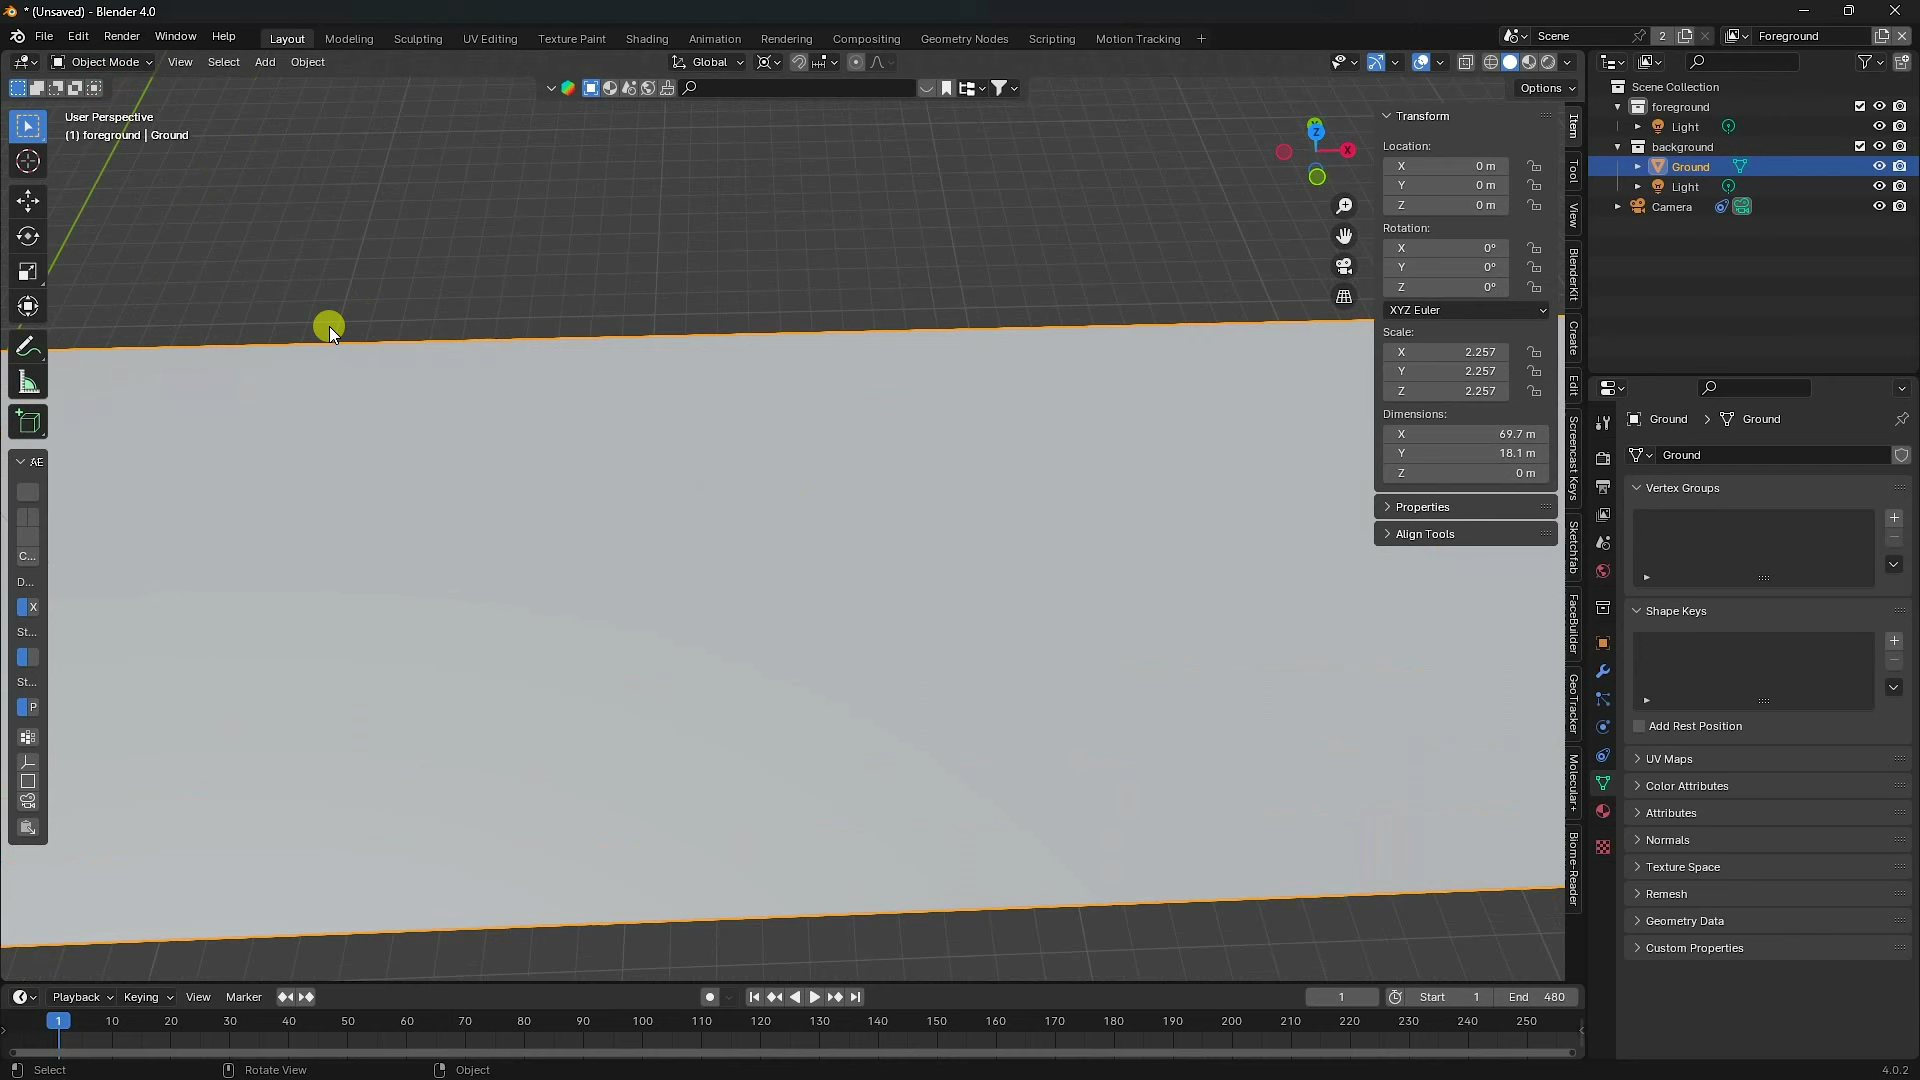 * (Unsaved) - Blender 4.0
File Edit Render Window Help Layout Modeling Sculpting UV Editing Texture Paint Shading Animation Rendering Compositing Geometry Nodes Scripting Motion Tracking + Scene 2 Foreground
Object Mode View Select Add Object Global
Options
User Perspective
(1) foreground | Ground
Z
X
Transform
Location:
X 0 m
Y 0 m
Z 0 m
Rotation:
X 0°
Y 0°
Z 0°
XYZ Euler
Scale:
X 2.257
Y 2.257
Z 2.257
Dimensions:
X 69.7 m
Y 18.1 m
Z 0 m
Properties
Align Tools
Item
Tool
View
BlenderKit
Create
Edit
Screencast Keys
Sketchfab
FaceBuilder
GeoTracker
Molecular+
Biome-Reader
AE
C...
D...
X
St...
St...
P
Scene Collection
foreground
Light
background
Ground
Light
Camera
Ground > Ground
Ground
Vertex Groups
Shape Keys
Add Rest Position
UV Maps
Color Attributes
Attributes
Normals
Texture Space
Remesh
Geometry Data
Custom Properties
Playback Keying View Marker 1 Start 1 End 480
1 10 20 30 40 50 60 70 80 90 100 110 120 130 140 150 160 170 180 190 200 210 220 230 240 250
Select Rotate View Object 4.0.2